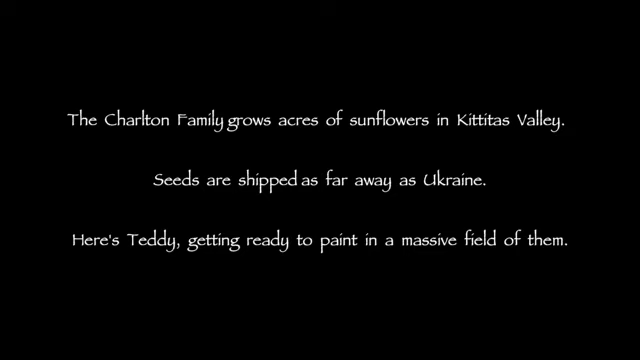 The Charlton Family grows acres of sunflowers in Kittitas Valley.
Seeds are shipped as far away as Ukraine.
Here's Teddy, getting ready to paint in a massive field of them.